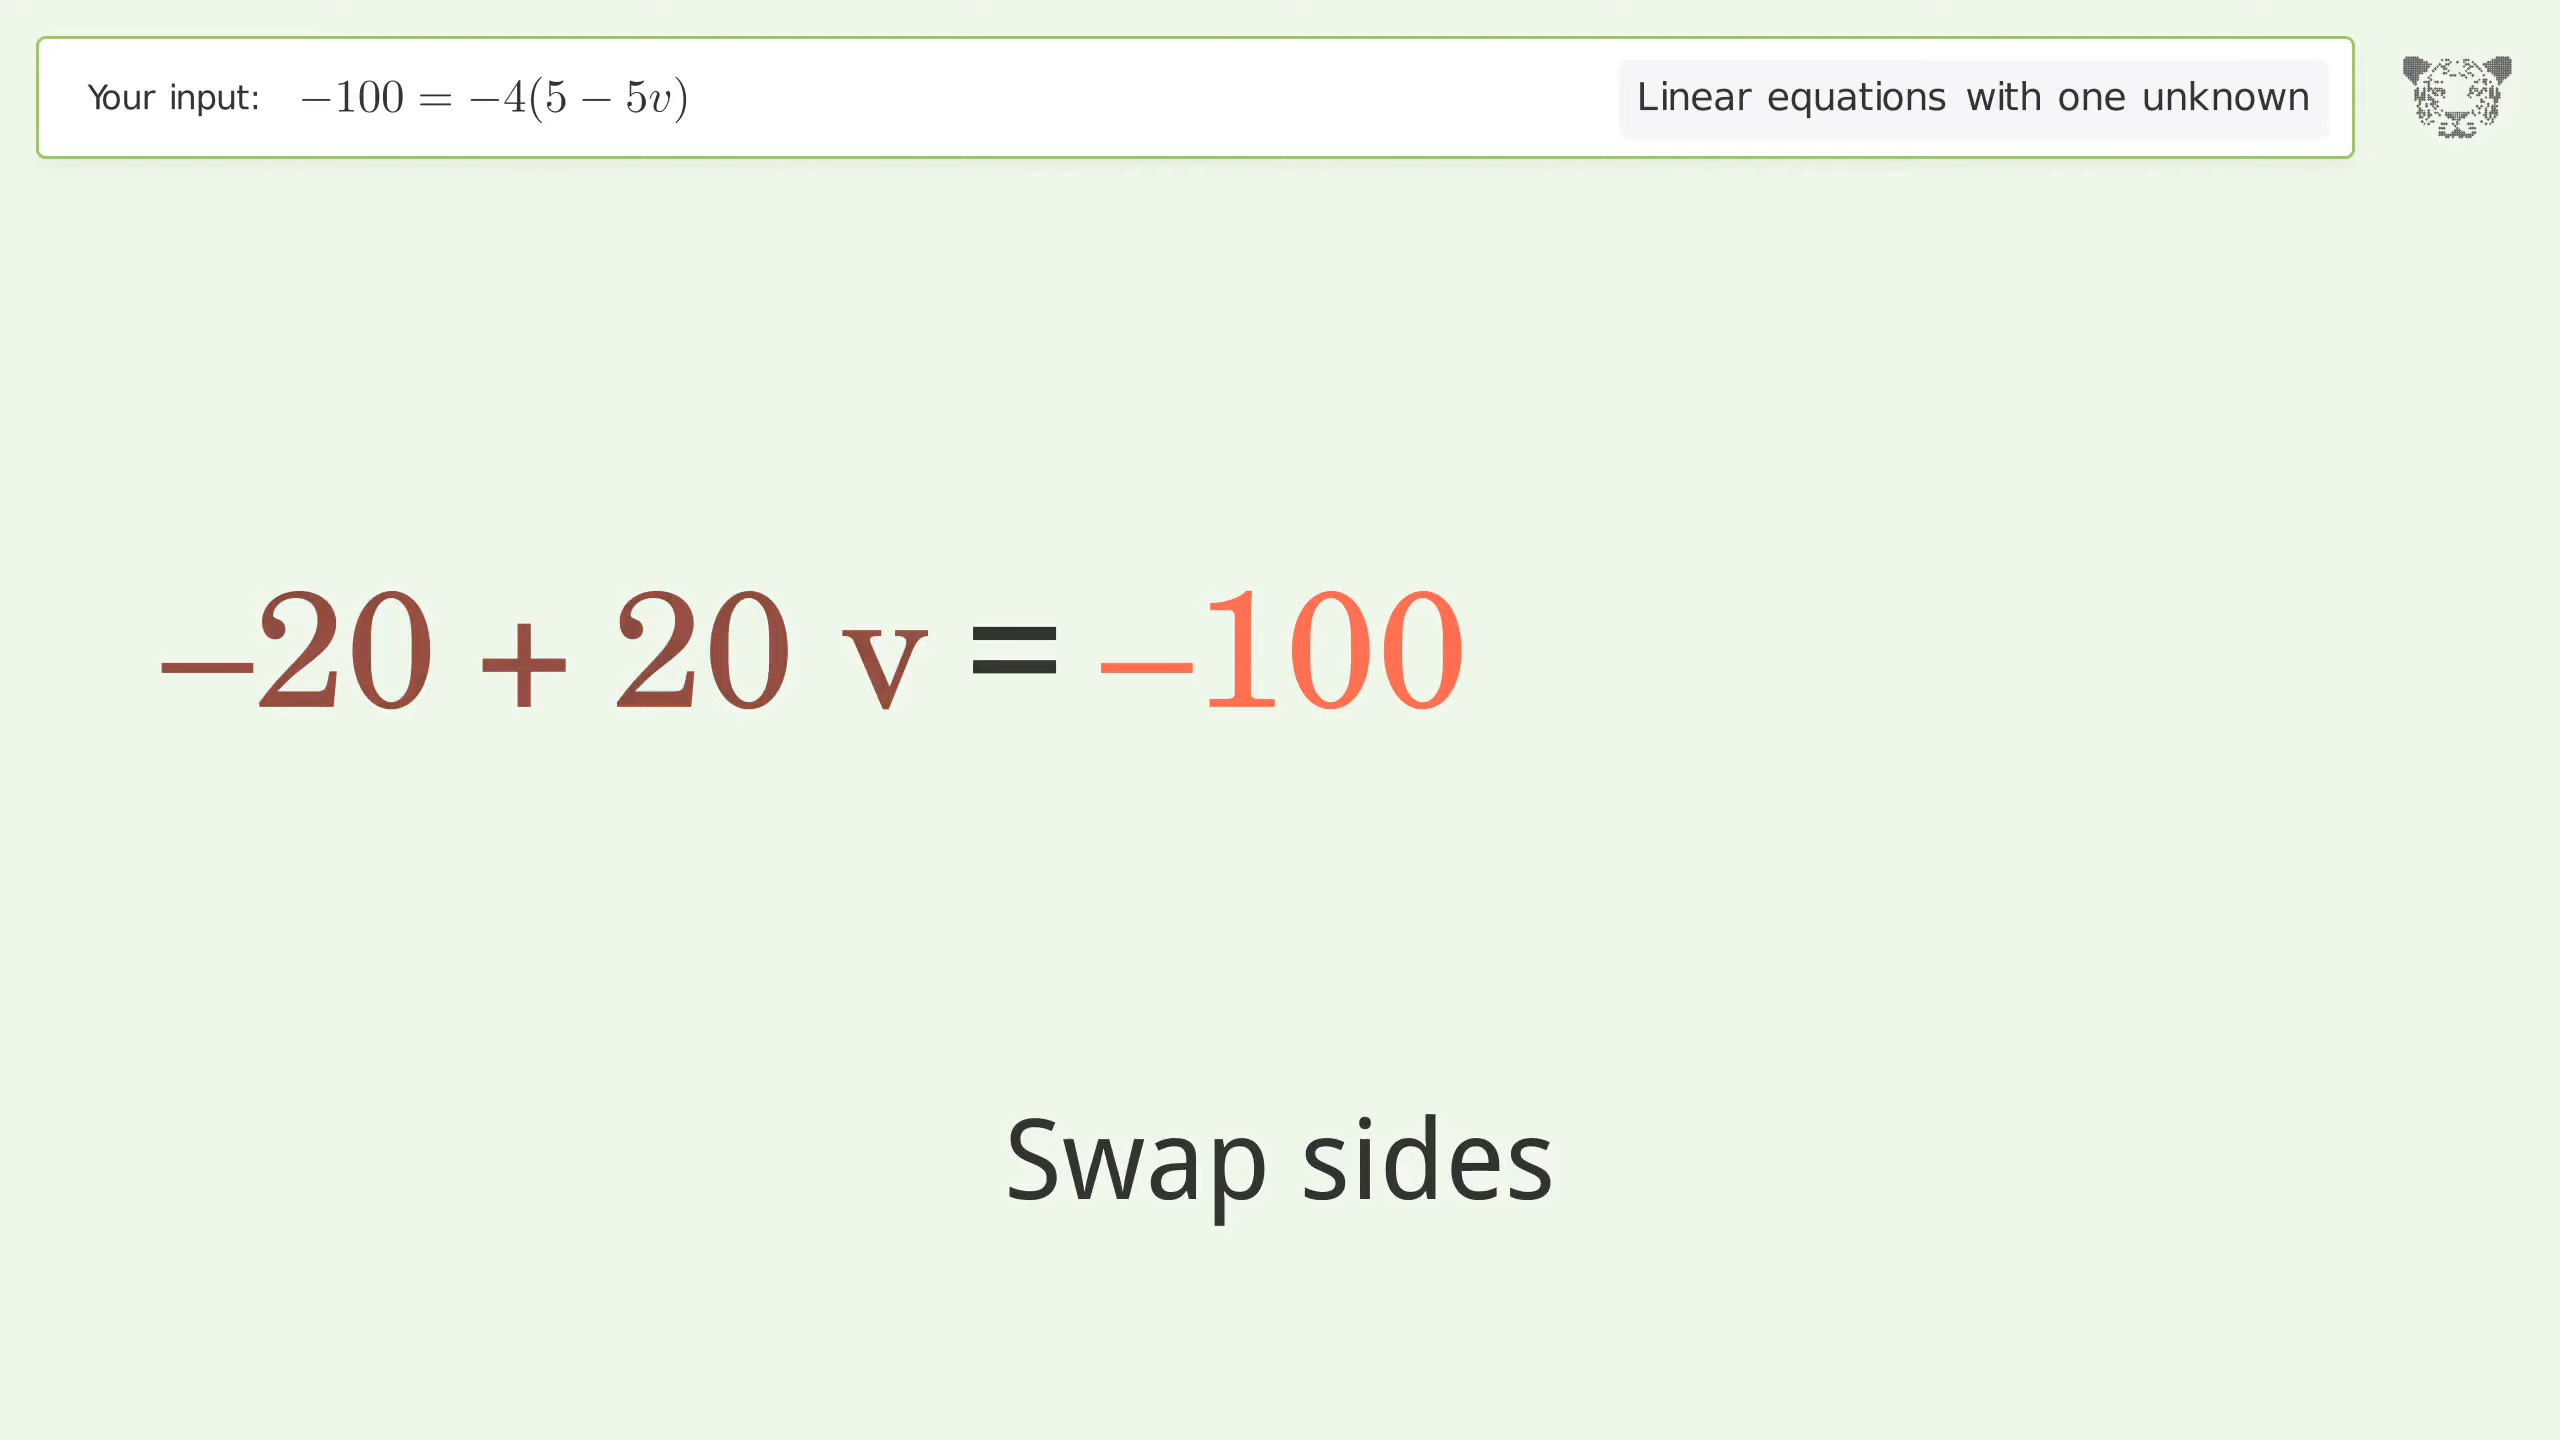 Your input: −100 = −4(5 − 5v)
Linear equations with one unknown
−20 + 20 v = −100
Swap sides